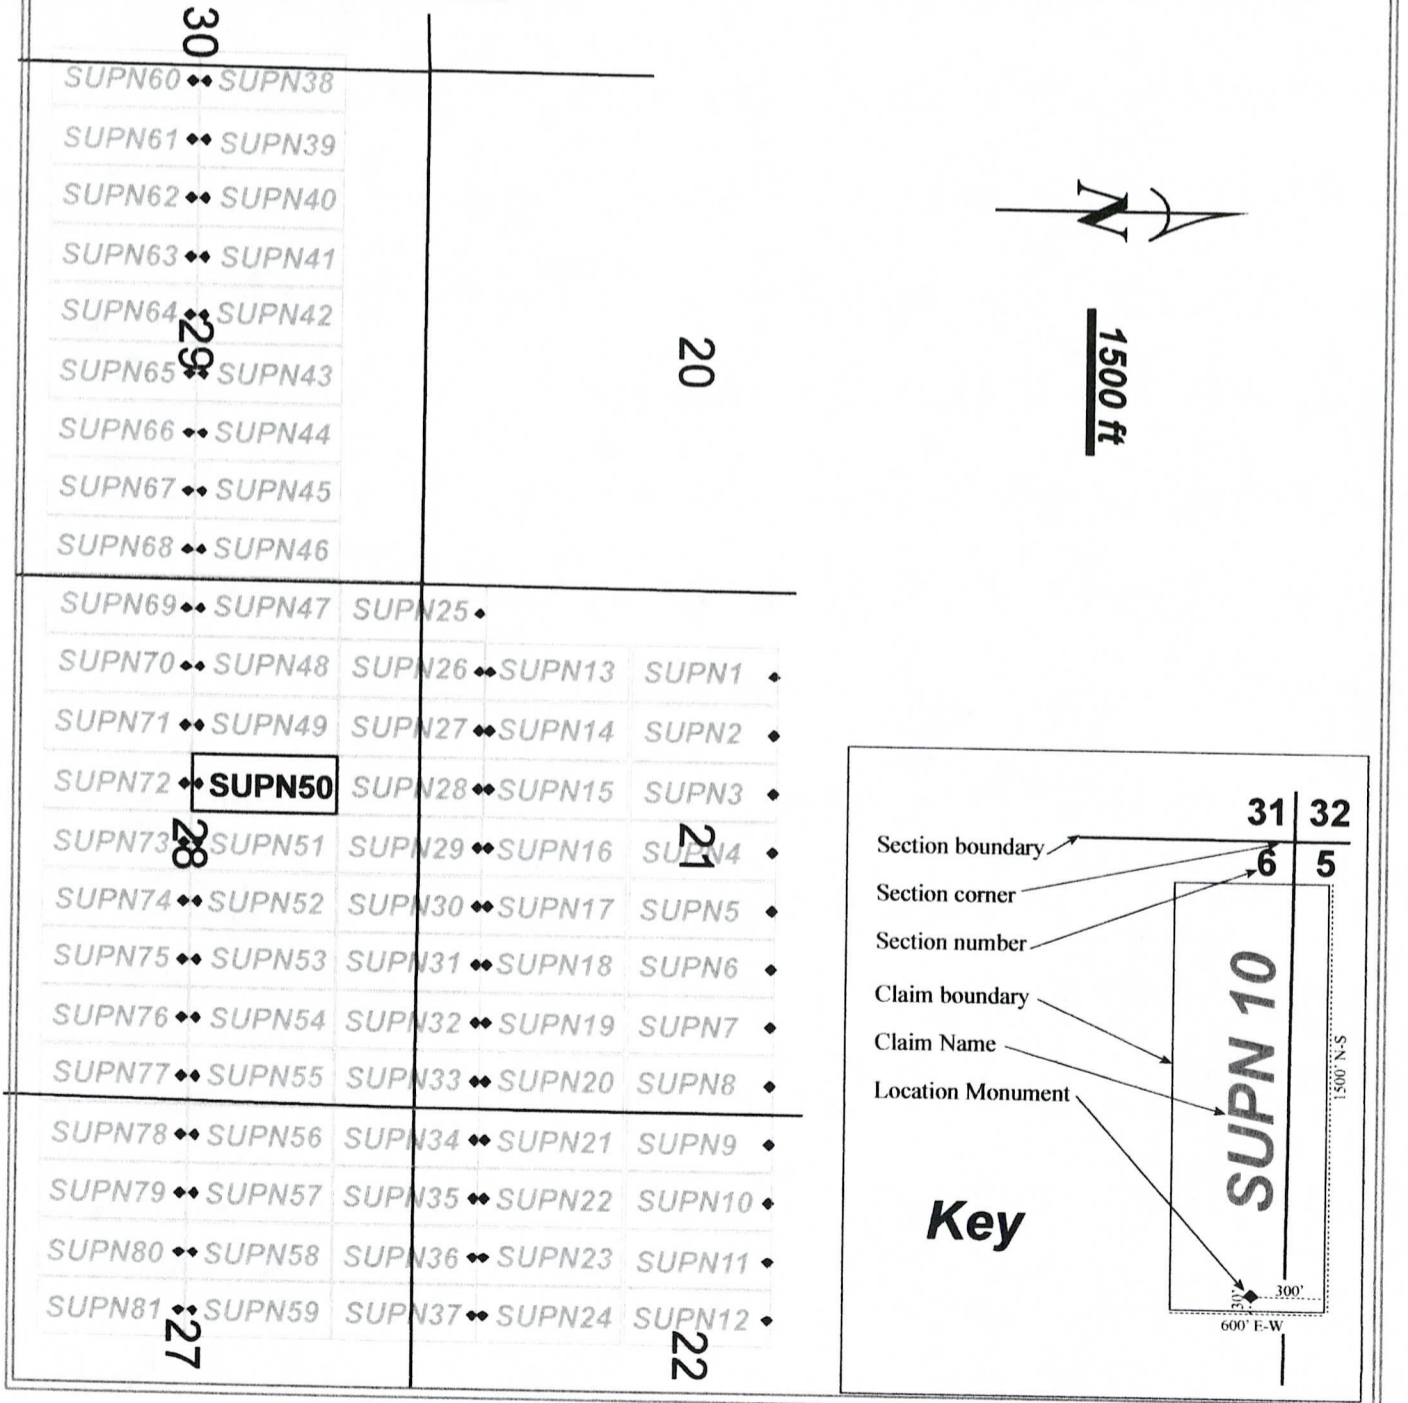 30
SUPN60 SUPN38
SUPN61 SUPN39
SUPN62 SUPN40
SUPN63 SUPN41
SUPN64 SUPN42
29
SUPN65 SUPN43
SUPN66 SUPN44
SUPN67 SUPN45
SUPN68 SUPN46
20
N
1500 ft
SUPN69 SUPN47 SUPN25
SUPN70 SUPN48 SUPN26 SUPN13 SUPN1
SUPN71 SUPN49 SUPN27 SUPN14 SUPN2
SUPN72 SUPN50 SUPN28 SUPN15 SUPN3
SUPN73 SUPN51 SUPN29 SUPN16 SUPN4
28
21
SUPN74 SUPN52 SUPN30 SUPN17 SUPN5
SUPN75 SUPN53 SUPN31 SUPN18 SUPN6
SUPN76 SUPN54 SUPN32 SUPN19 SUPN7
SUPN77 SUPN55 SUPN33 SUPN20 SUPN8
SUPN78 SUPN56 SUPN34 SUPN21 SUPN9
SUPN79 SUPN57 SUPN35 SUPN22 SUPN10
SUPN80 SUPN58 SUPN36 SUPN23 SUPN11
SUPN81 SUPN59 SUPN37 SUPN24 SUPN12
27
22
31 32
6 5
Section boundary
Section corner
Section number
Claim boundary
Claim Name
Location Monument
Key
SUPN 10
1500' N-S
300'
30'
600' E-W